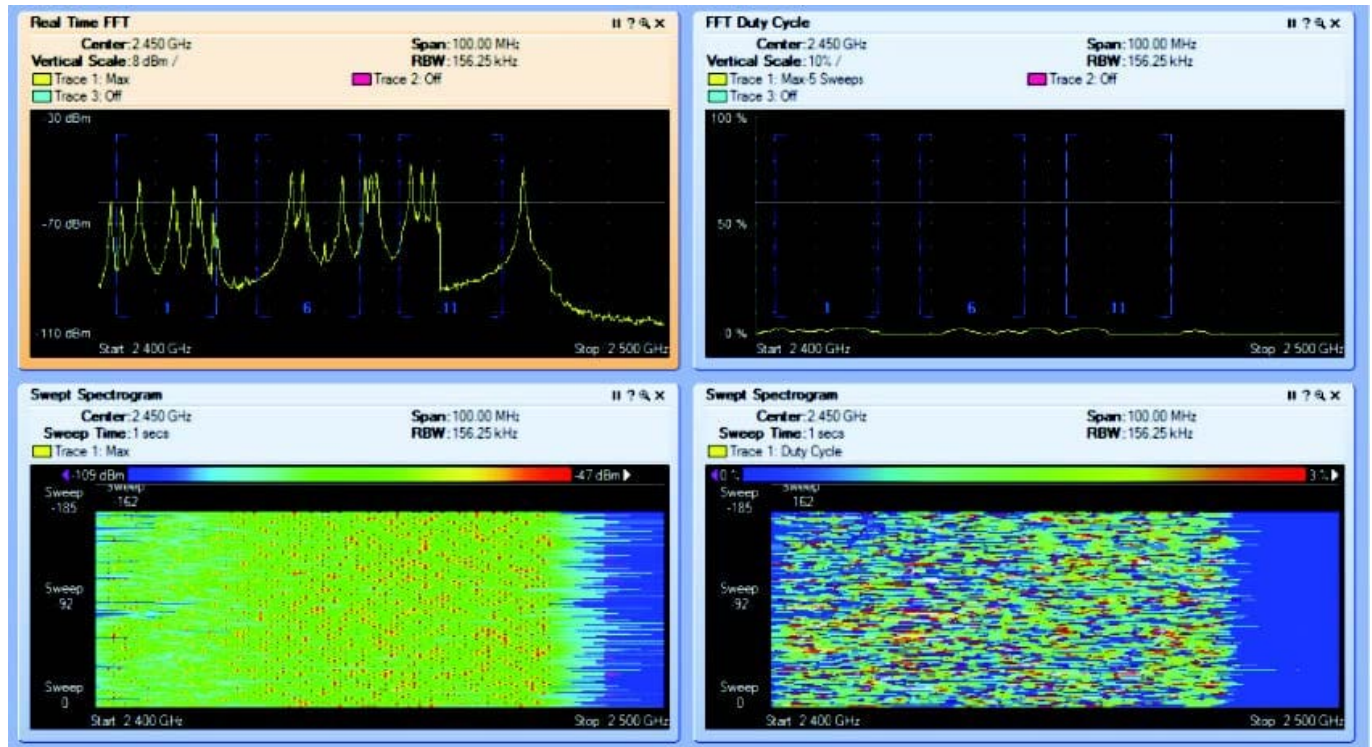 Real Time FFT
Center: 2.450 GHz Span: 100.00 MHz
Vertical Scale: 8 dBm / RBW: 156.25 kHz
Trace 1: Max Trace 2: Off
Trace 3: Off
-30 dBm
-70 dBm
1 6 11
-110 dBm
Start 2.400 GHz Stop 2.500 GHz
FFT Duty Cycle
Center: 2.450 GHz Span: 100.00 MHz
Vertical Scale: 10% / RBW: 156.25 kHz
Trace 1: Max-5 Sweeps Trace 2: Off
Trace 3: Off
100 %
50 %
1 6 11
0 %
Start 2.400 GHz Stop 2.500 GHz
Swept Spectrogram
Center: 2.450 GHz Span: 100.00 MHz
Sweep Time: 1 secs RBW: 156.25 kHz
Trace 1: Max
-109 dBm -47 dBm
Sweep Sweep
-185 -162
Sweep
92
Sweep
0
Start 2.400 GHz Stop 2.500 GHz
Swept Spectrogram
Center: 2.450 GHz Span: 100.00 MHz
Sweep Time: 1 secs RBW: 156.25 kHz
Trace 1: Duty Cycle
0 % 3 %
Sweep Sweep
-185 -162
Sweep
92
Sweep
0
Start 2.400 GHz Stop 2.500 GHz